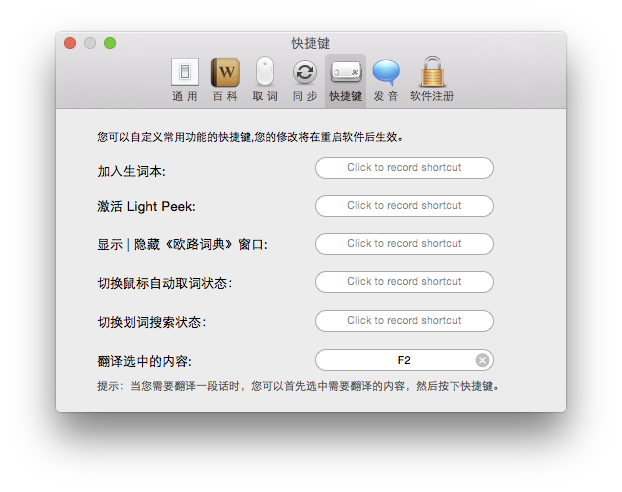 快捷键
W
通用 百科 取词 同步 快捷键 发音 软件注册
您可以自定义常用功能的快捷键,您的修改将在重启软件后生效。
加入生词本: Click to record shortcut
激活 Light Peek: Click to record shortcut
显示 | 隐藏《欧路词典》窗口: Click to record shortcut
切换鼠标自动取词状态: Click to record shortcut
切换划词搜索状态: Click to record shortcut
翻译选中的内容: F2
提示：当您需要翻译一段话时，您可以首先选中需要翻译的内容，然后按下快捷键。